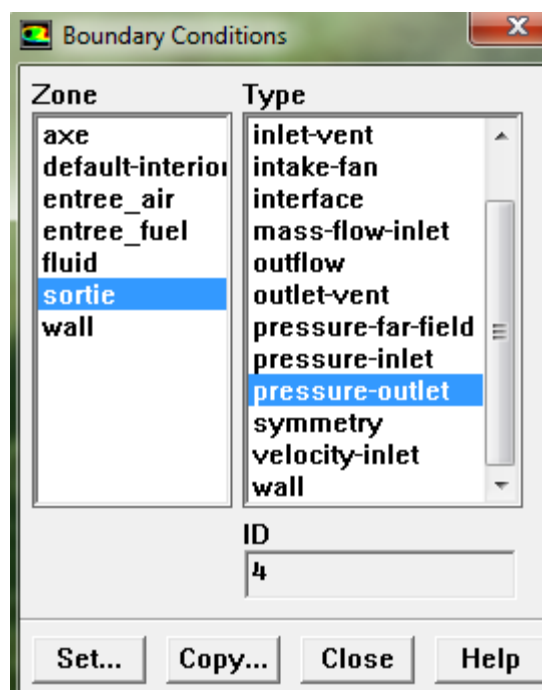 Boundary Conditions
Zone
Type
axe
default-interior
entree_air
entree_fuel
fluid
sortie
wall
inlet-vent
intake-fan
interface
mass-flow-inlet
outflow
outlet-vent
pressure-far-field
pressure-inlet
pressure-outlet
symmetry
velocity-inlet
wall
ID
4
Set...
Copy...
Close
Help